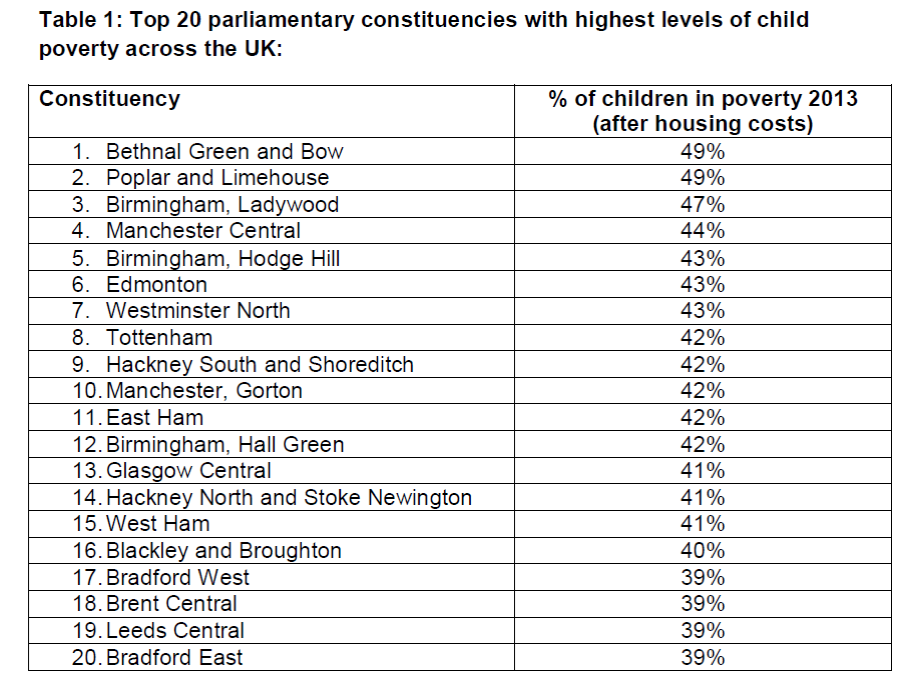 Table 1: Top 20 parliamentary constituencies with highest levels of child
poverty across the UK:
Constituency
% of children in poverty 2013
(after housing costs)
1. Bethnal Green and Bow 49%
2. Poplar and Limehouse 49%
3. Birmingham, Ladywood 47%
4. Manchester Central 44%
5. Birmingham, Hodge Hill 43%
6. Edmonton 43%
7. Westminster North 43%
8. Tottenham 42%
9. Hackney South and Shoreditch 42%
10. Manchester, Gorton 42%
11. East Ham 42%
12. Birmingham, Hall Green 42%
13. Glasgow Central 41%
14. Hackney North and Stoke Newington 41%
15. West Ham 41%
16. Blackley and Broughton 40%
17. Bradford West 39%
18. Brent Central 39%
19. Leeds Central 39%
20. Bradford East 39%